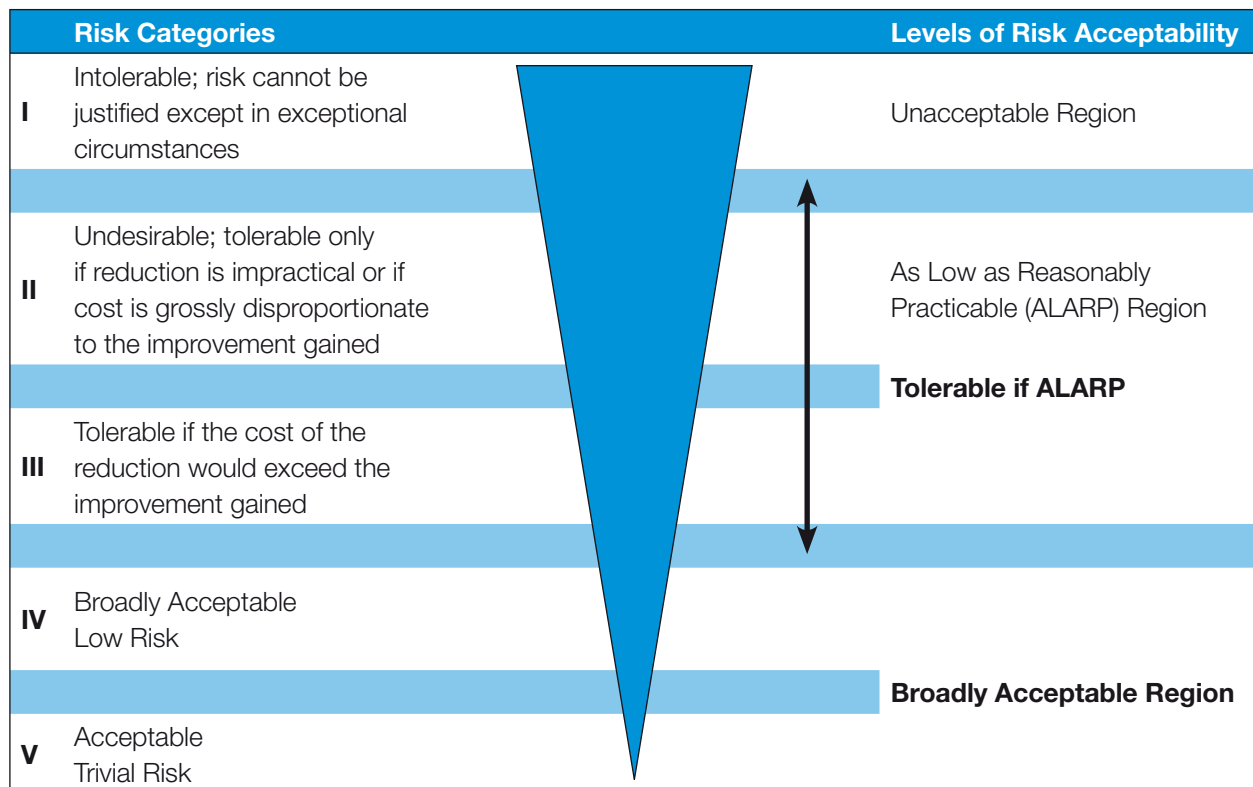 Risk Categories
Levels of Risk Acceptability
I
Intolerable; risk cannot be
justified except in exceptional
circumstances
Unacceptable Region
II
Undesirable; tolerable only
if reduction is impractical or if
cost is grossly disproportionate
to the improvement gained
As Low as Reasonably
Practicable (ALARP) Region
Tolerable if ALARP
III
Tolerable if the cost of the
reduction would exceed the
improvement gained
IV
Broadly Acceptable
Low Risk
Broadly Acceptable Region
V
Acceptable
Trivial Risk